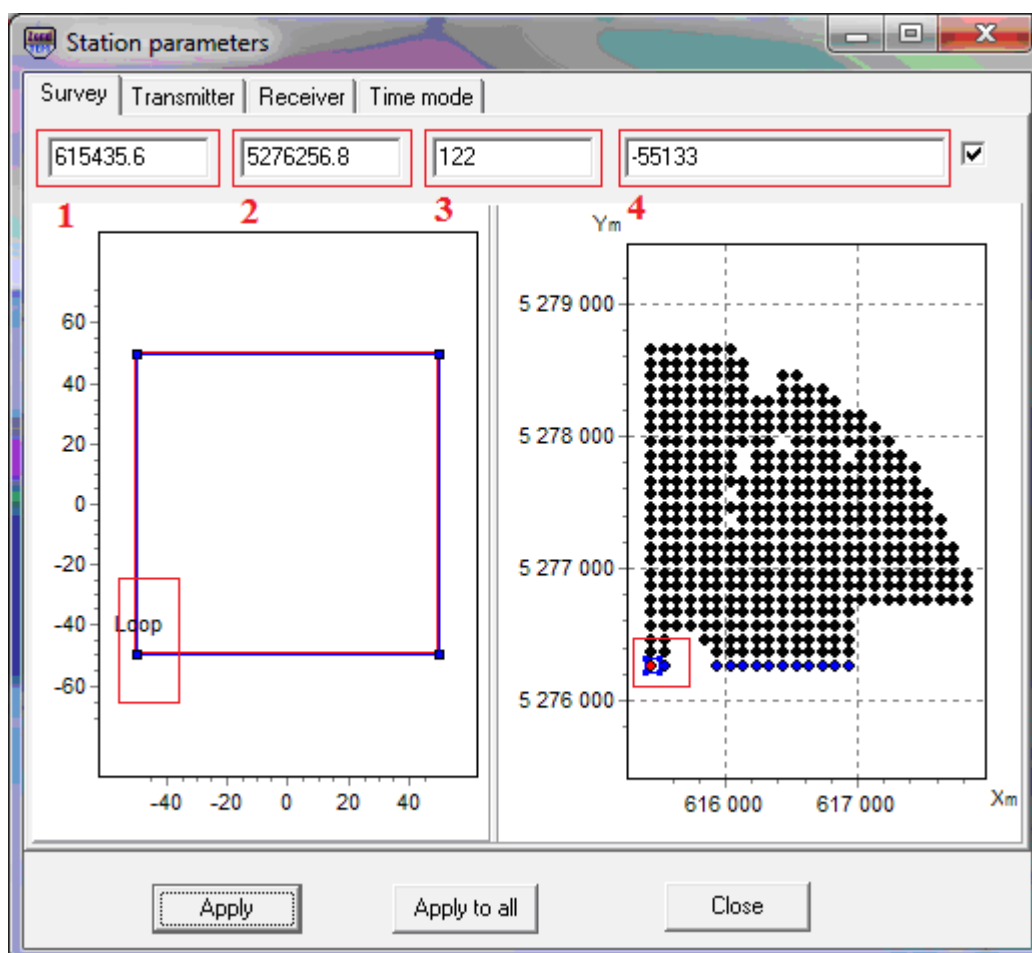 Station parameters
Survey Transmitter Receiver Time mode
615435.6 5276256.8 122 -55133
1 2 3 4
Ym
5 279 000
60
40
5 278 000
20
0
5 277 000
-20
-40 Loop
-60
5 276 000
-40 -20 0 20 40
616 000 617 000 Xm
Apply Apply to all Close